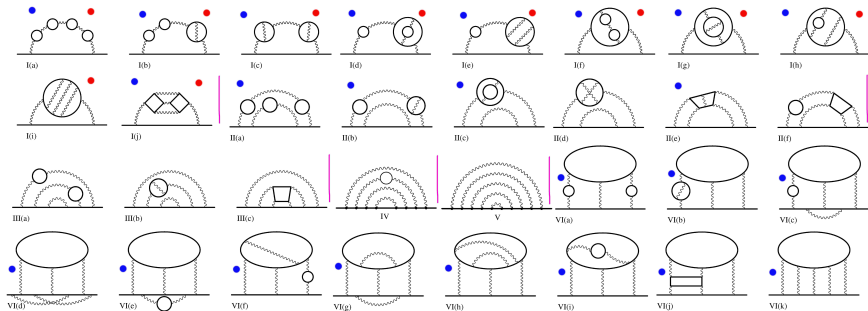 I(a) I(b) I(c) I(d) I(e) I(f) I(g) I(h)
I(i) I(j) II(a) II(b) II(c) II(d) II(e) II(f)
III(a) III(b) III(c) IV V VI(a) VI(b) VI(c)
VI(d) VI(e) VI(f) VI(g) VI(h) VI(i) VI(j) VI(k)